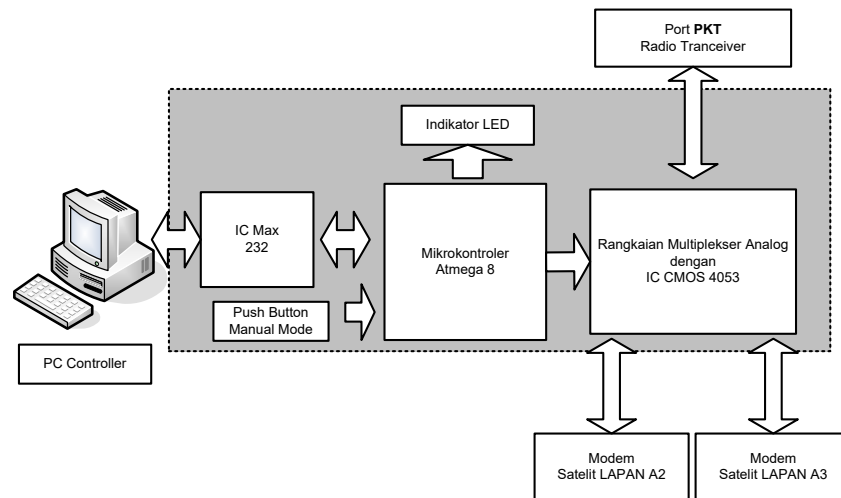 Port PKT
Radio Tranceiver
Indikator LED
IC Max
232
Mikrokontroler
Atmega 8
Rangkaian Multiplekser Analog
dengan
IC CMOS 4053
Push Button
Manual Mode
PC Controller
Modem
Satelit LAPAN A2
Modem
Satelit LAPAN A3